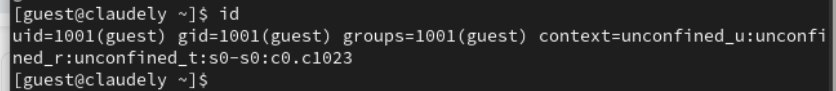 [guest@claudely ~]$ id
uid=1001(guest) gid=1001(guest) groups=1001(guest) context=unconfined_u:unconfi
ned_r:unconfined_t:s0-s0:c0.c1023
[guest@claudely ~]$